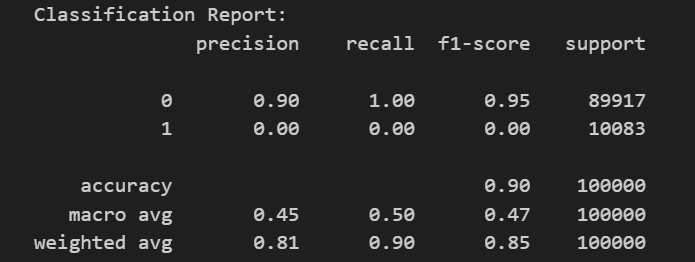 Classification Report:
precision recall f1-score support
0 0.90 1.00 0.95 89917
1 0.00 0.00 0.00 10083
accuracy 0.90 100000
macro avg 0.45 0.50 0.47 100000
weighted avg 0.81 0.90 0.85 100000